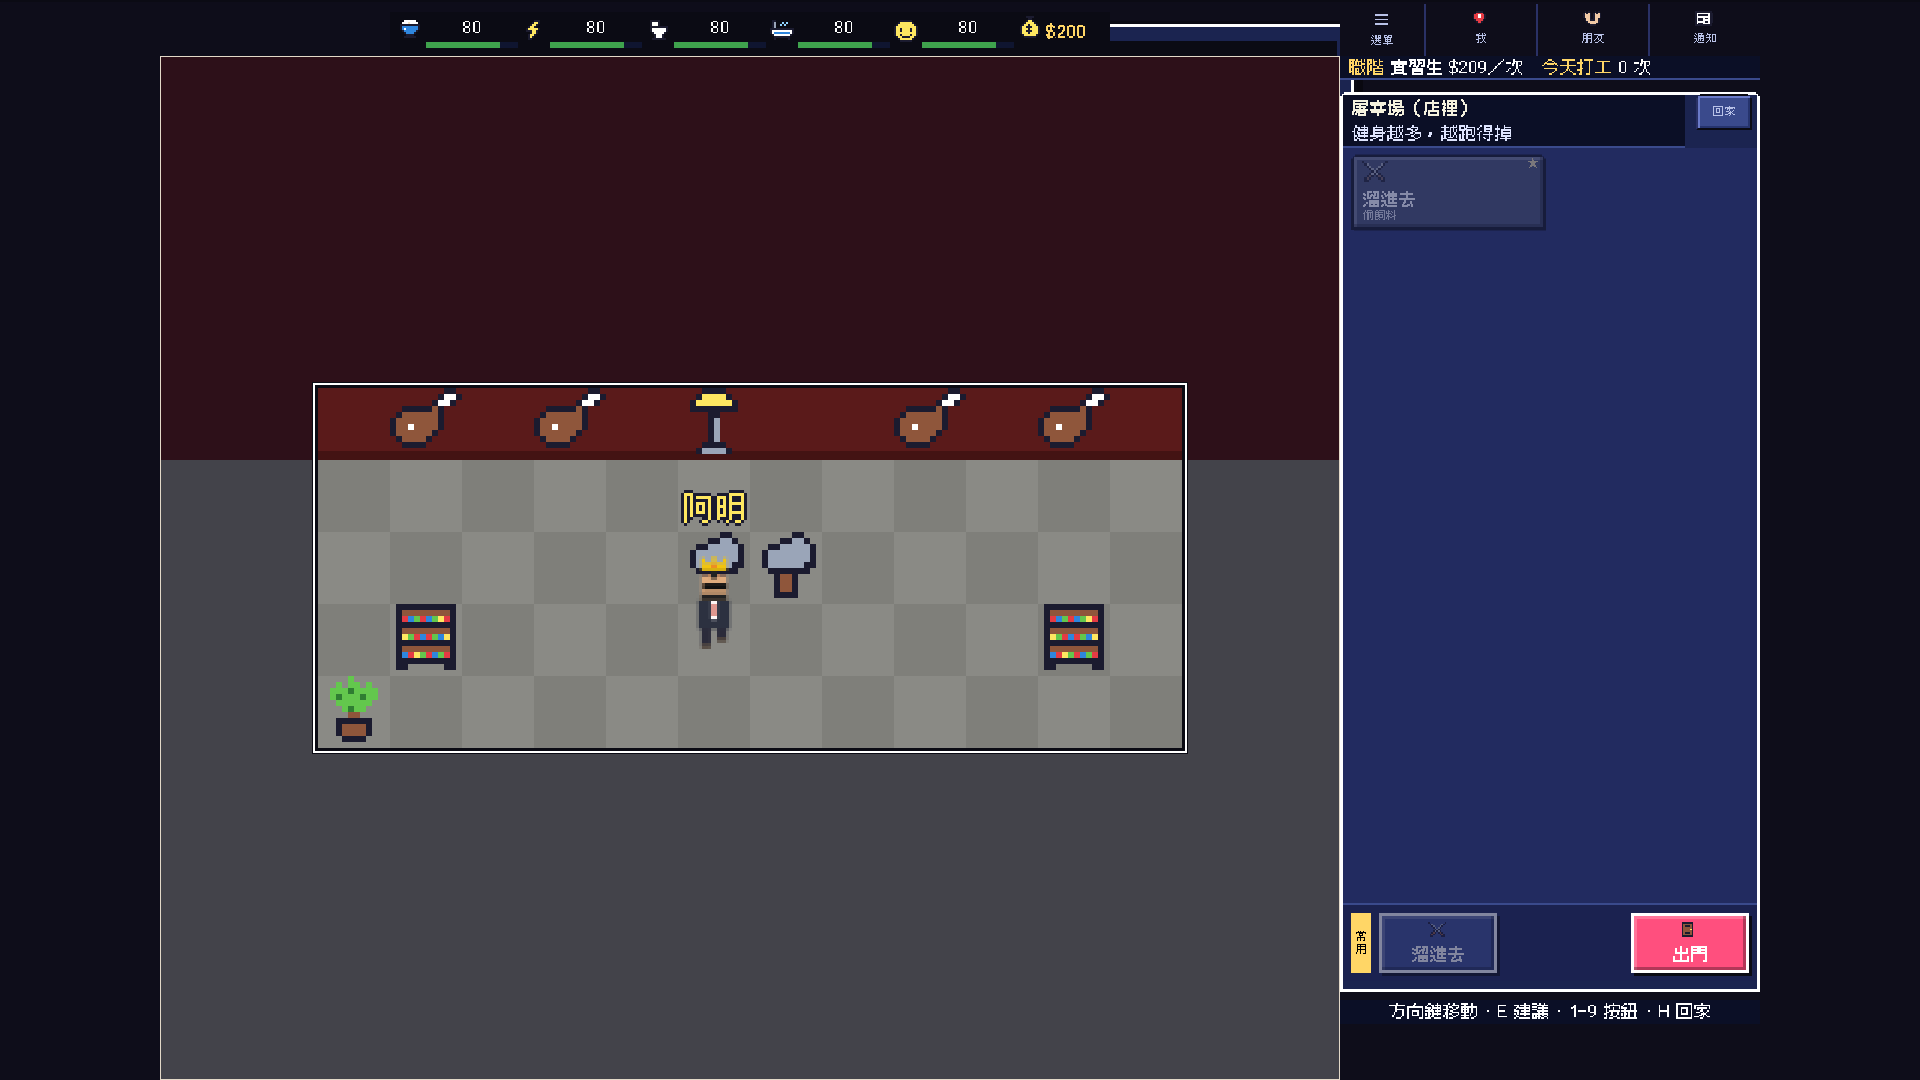 80
80
80
80
80
$200
選單
我
朋友
通知
職階 實習生 $209／次 今天打工 0 次
屠宰場（店裡）
健身越多，越跑得掉
回家
溜進去
個飼料
阿明
常用
溜進去
出門
方向鍵移動 · E 建議 · 1-9 按鈕 · H 回家